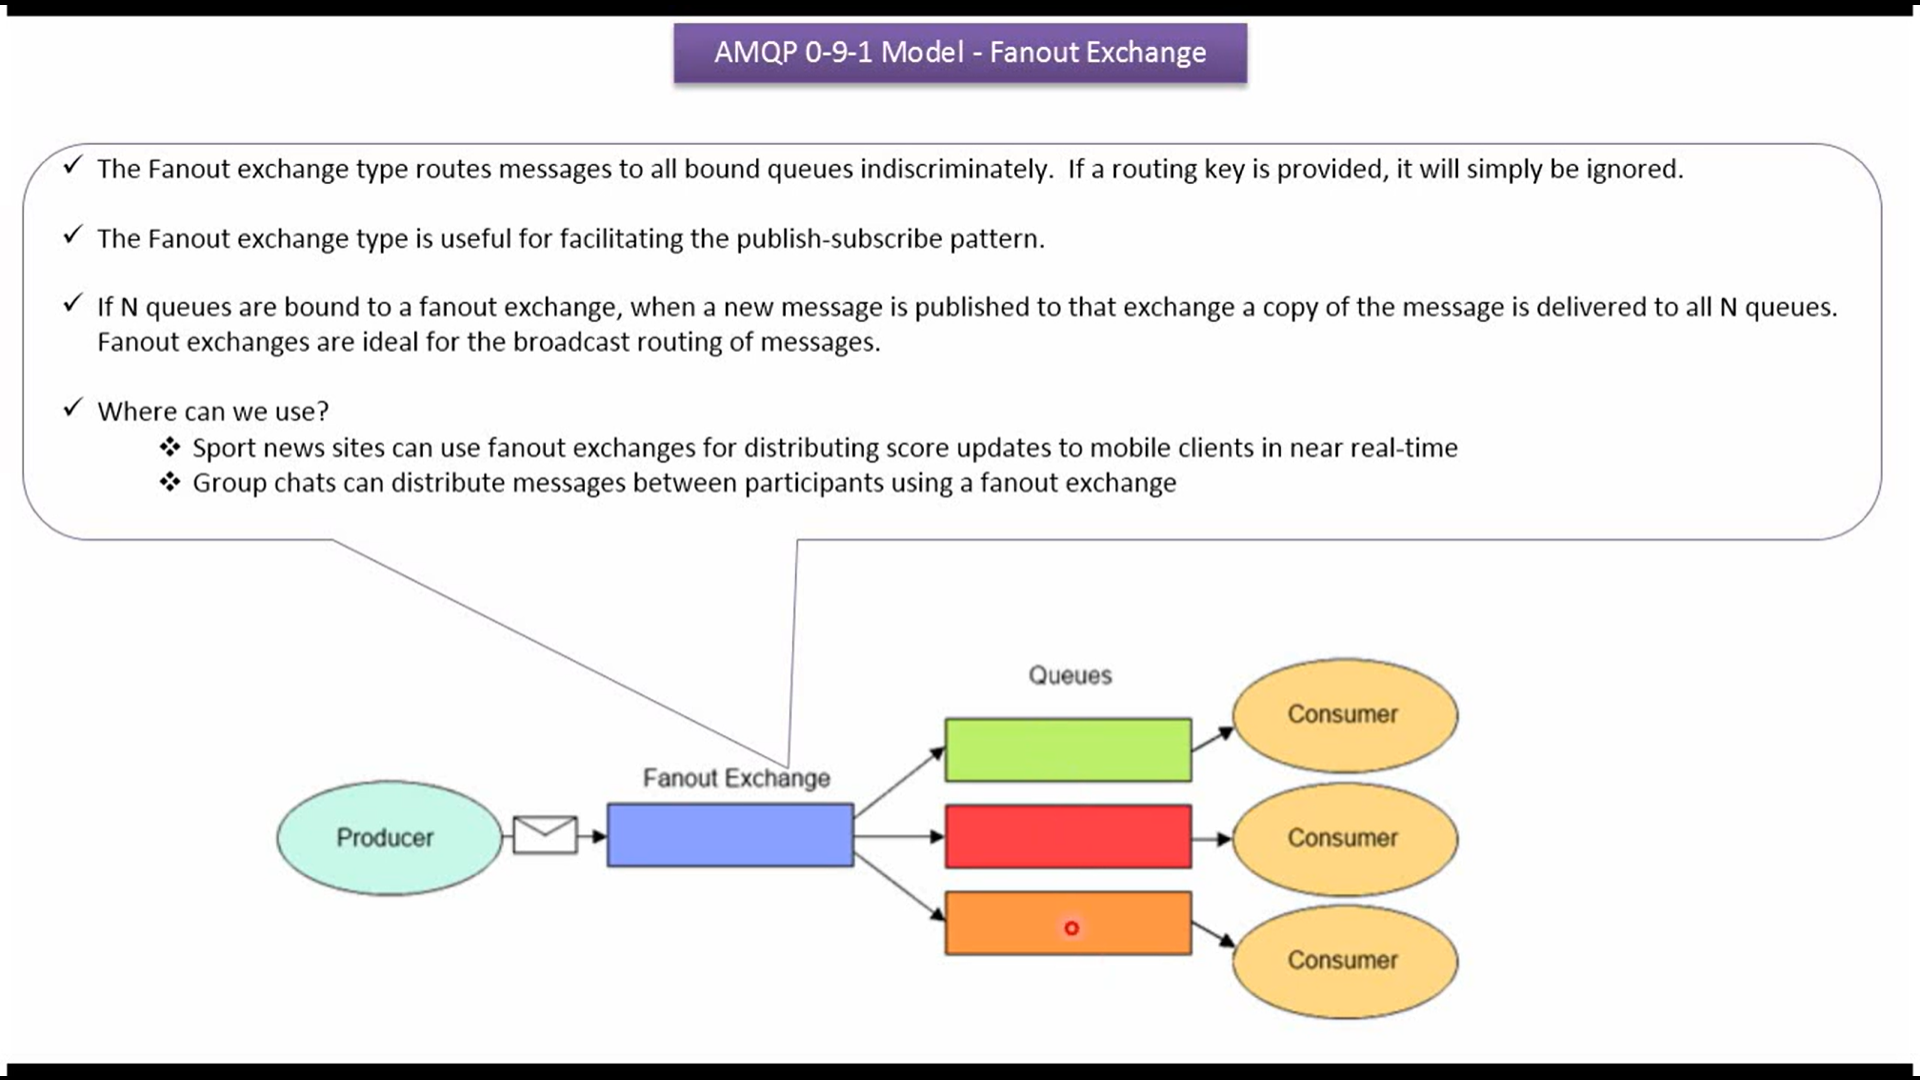 AMQP 0-9-1 Model - Fanout Exchange
✓ The Fanout exchange type routes messages to all bound queues indiscriminately.  If a routing key is provided, it will simply be ignored.
✓ The Fanout exchange type is useful for facilitating the publish-subscribe pattern.
✓ If N queues are bound to a fanout exchange, when a new message is published to that exchange a copy of the message is delivered to all N queues.
Fanout exchanges are ideal for the broadcast routing of messages.
✓ Where can we use?
❖ Sport news sites can use fanout exchanges for distributing score updates to mobile clients in near real-time
❖ Group chats can distribute messages between participants using a fanout exchange
Queues
Consumer
Fanout Exchange
Producer
Consumer
Consumer